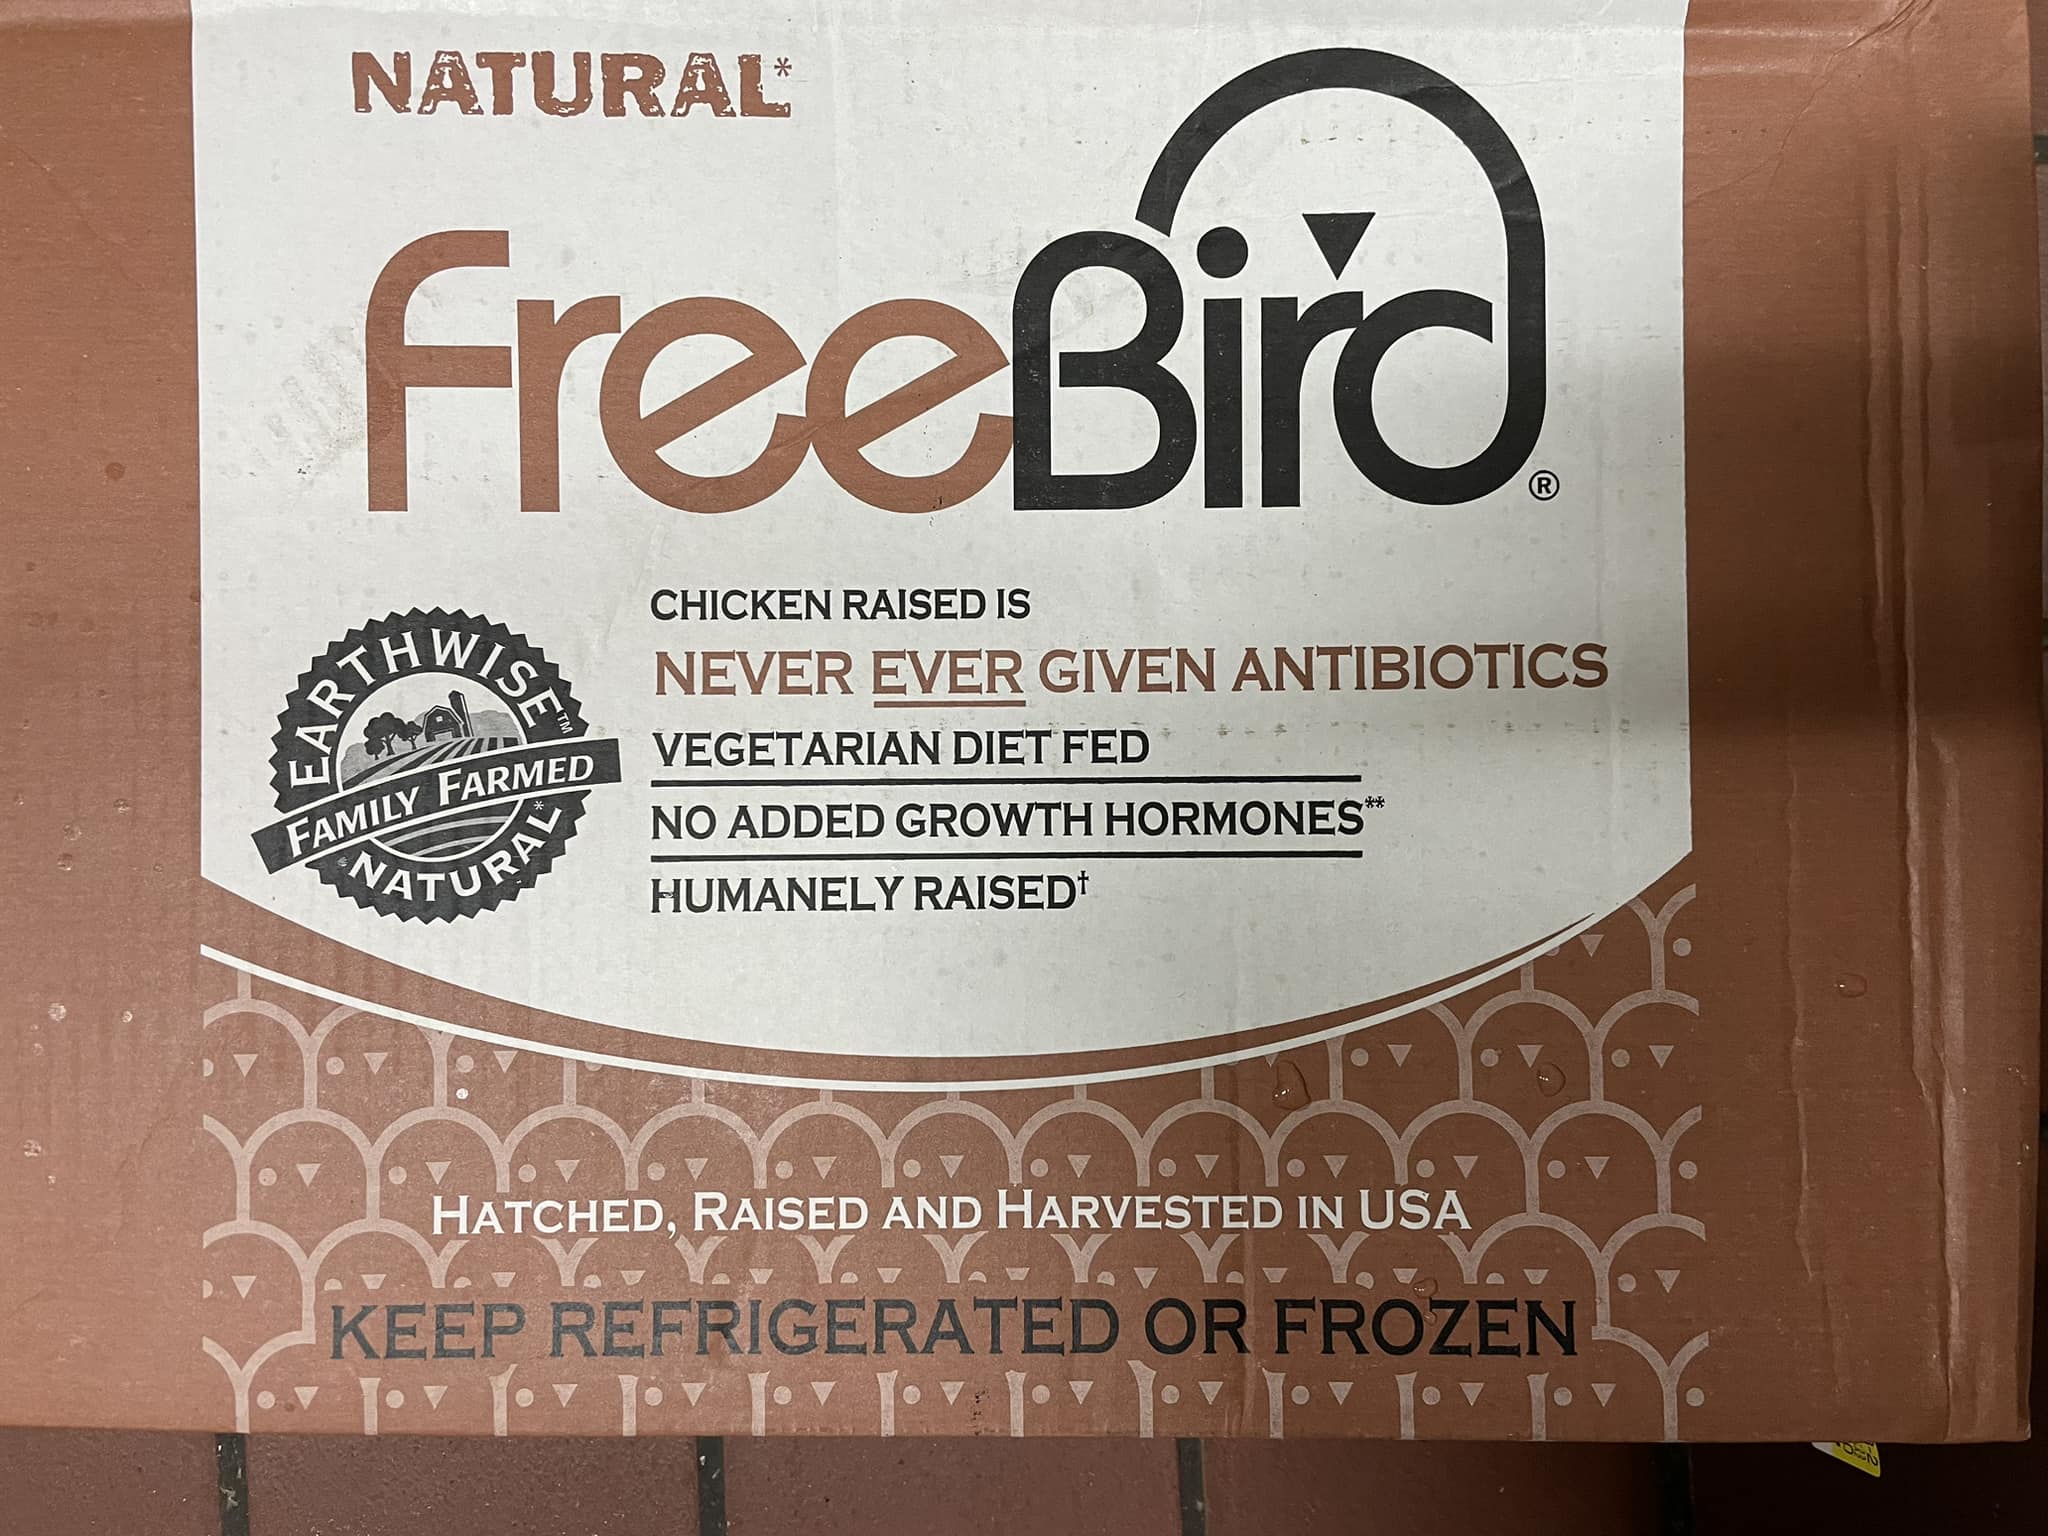 NATURAL*
FreeBird®
CHICKEN RAISED IS
NEVER EVER GIVEN ANTIBIOTICS
VEGETARIAN DIET FED
NO ADDED GROWTH HORMONES**
HUMANELY RAISED†
EARTHWISE™
FAMILY FARMED
*NATURAL*
HATCHED, RAISED AND HARVESTED IN USA
KEEP REFRIGERATED OR FROZEN